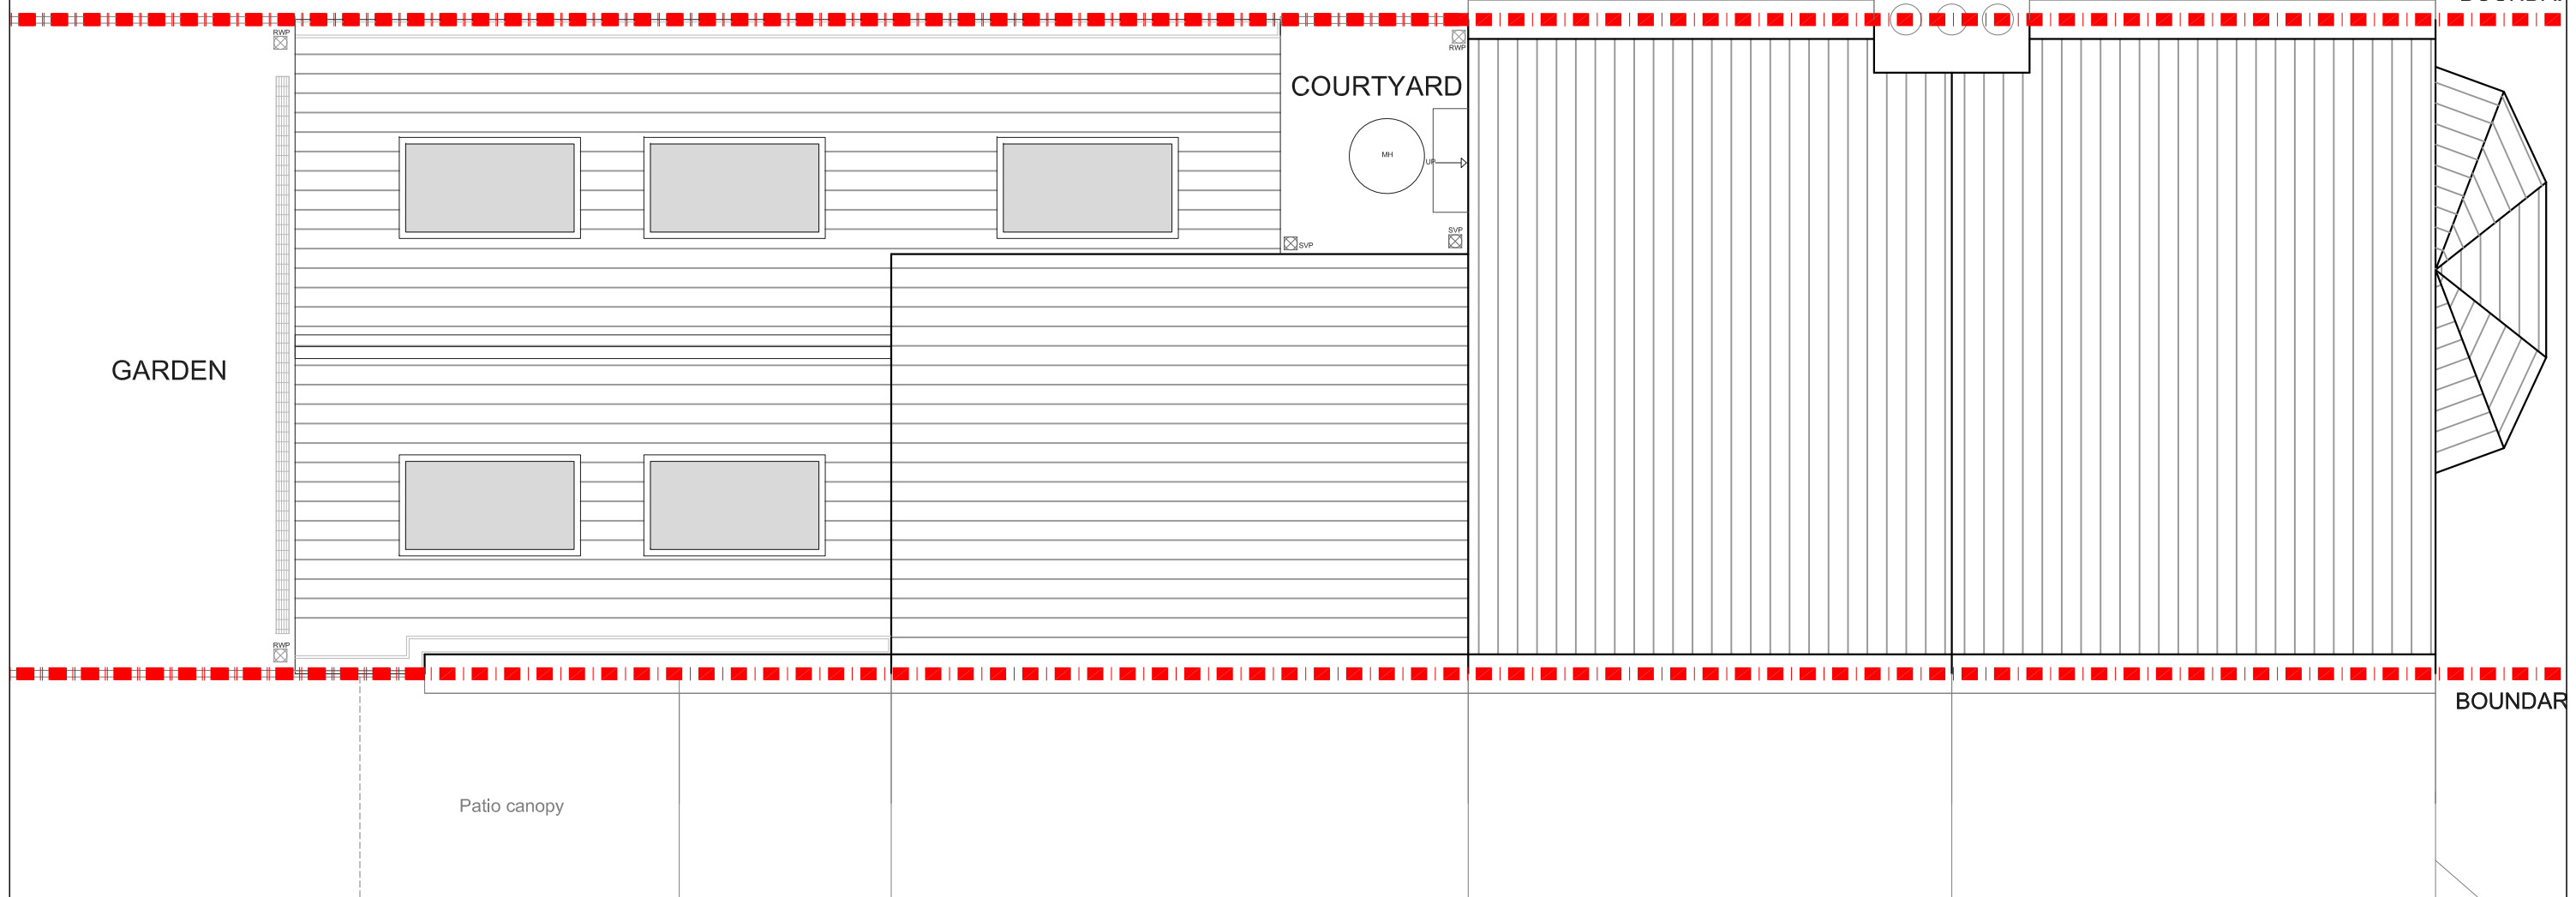 RWP
RWP
COURTYARD
MH
UP
SVP
SVP
GARDEN
RWP
BOUNDAR
Patio canopy